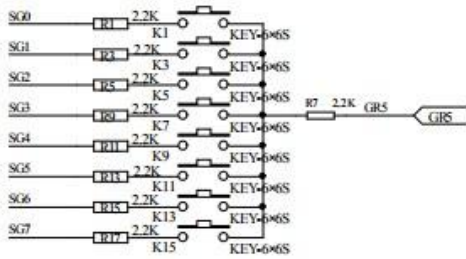 SG0 R1 2.2K K1 KEY-6×6S
SG1 R3 2.2K K3 KEY-6×6S
SG2 R5 2.2K K5 KEY-6×6S
SG3 R9 2.2K K7 KEY-6×6S R7 2.2K GR5 GR5
SG4 R11 2.2K K9 KEY-6×6S
SG5 R13 2.2K K11 KEY-6×6S
SG6 R15 2.2K K13 KEY-6×6S
SG7 R17 2.2K K15 KEY-6×6S